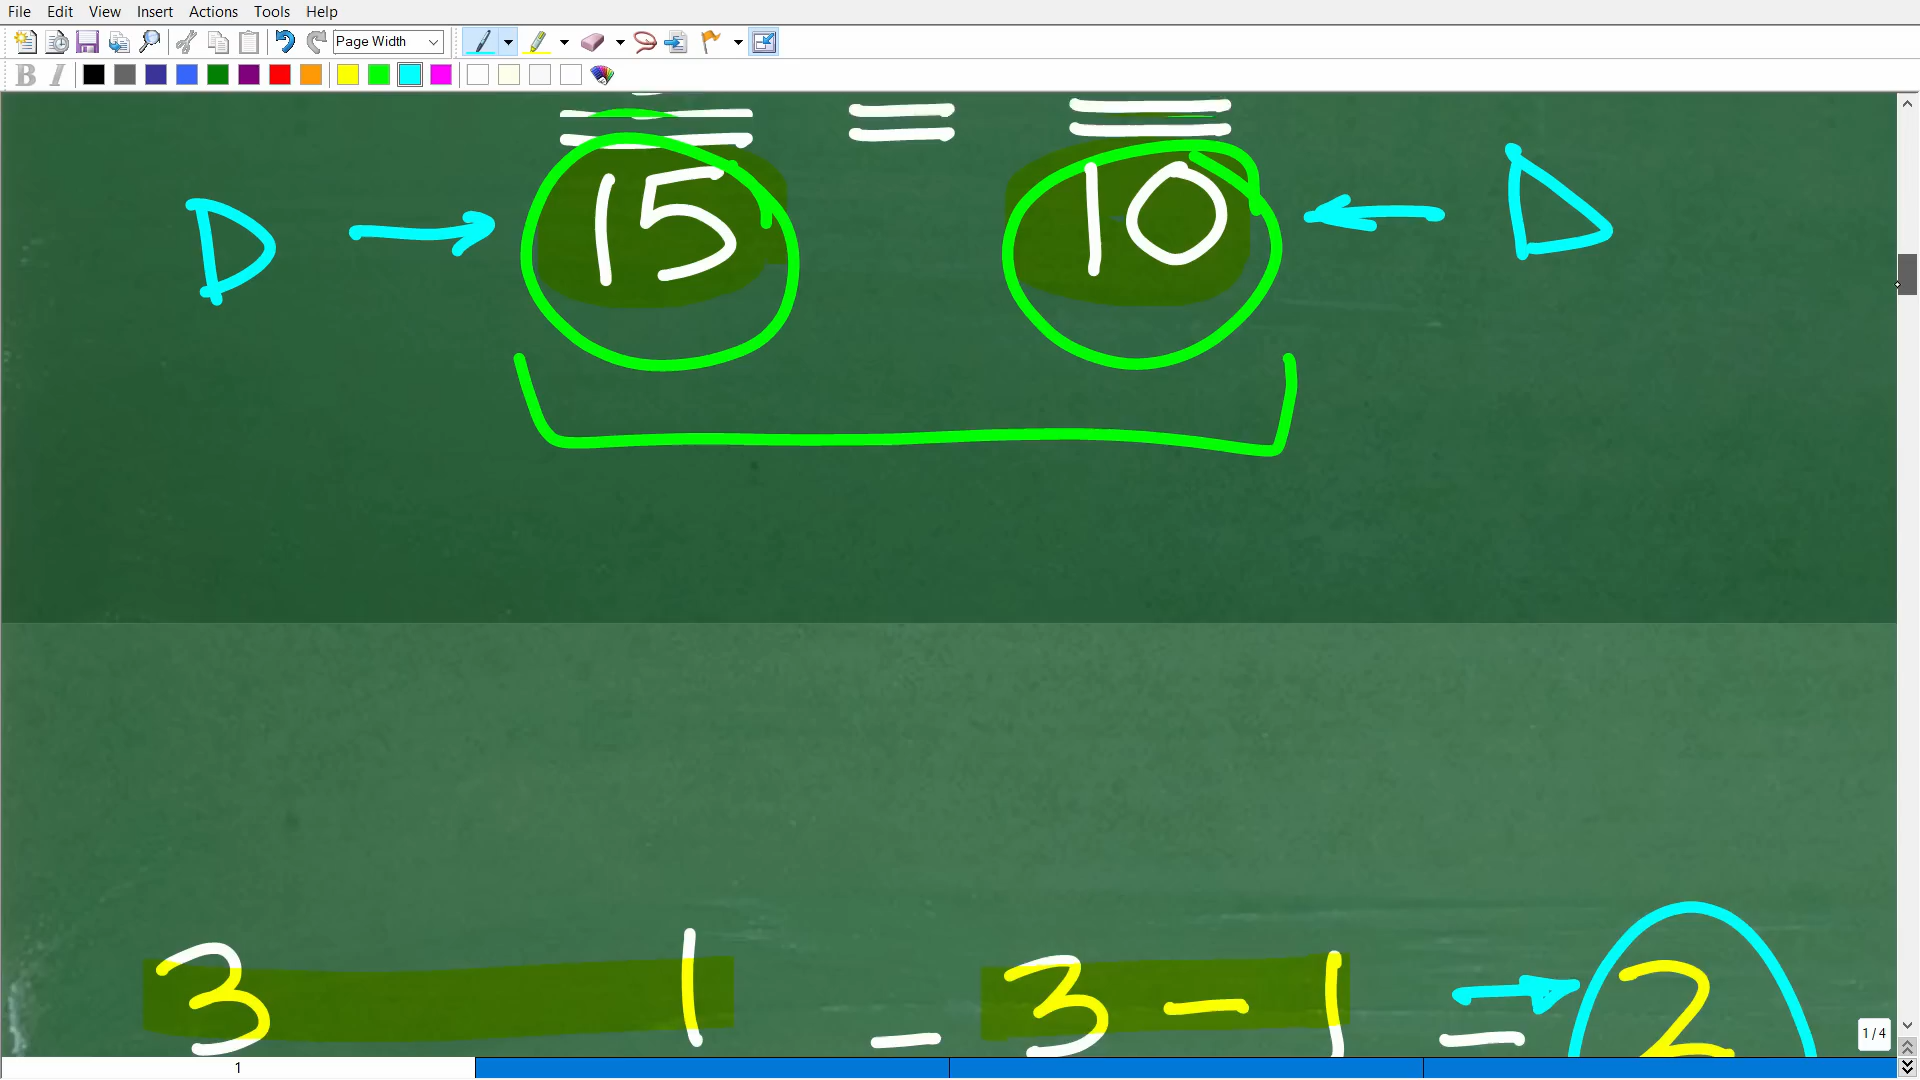 File Edit View Insert Actions Tools Help
Page Width
B I
= =
D → 15 10 ← D
3 1 - 3 - 1 → - 2
1 / 4
1